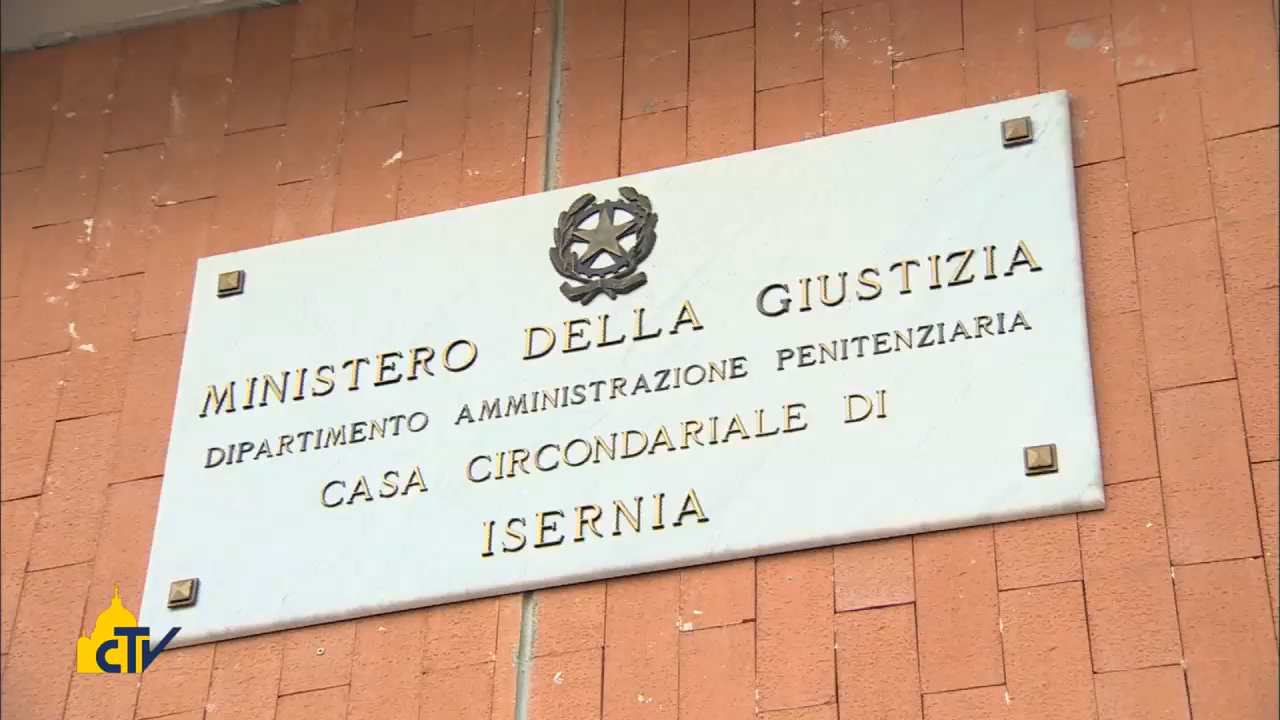 MINISTERO DELLA GIUSTIZIA
DIPARTIMENTO AMMINISTRAZIONE PENITENZIARIA
CASA CIRCONDARIALE DI
ISERNIA
CTV